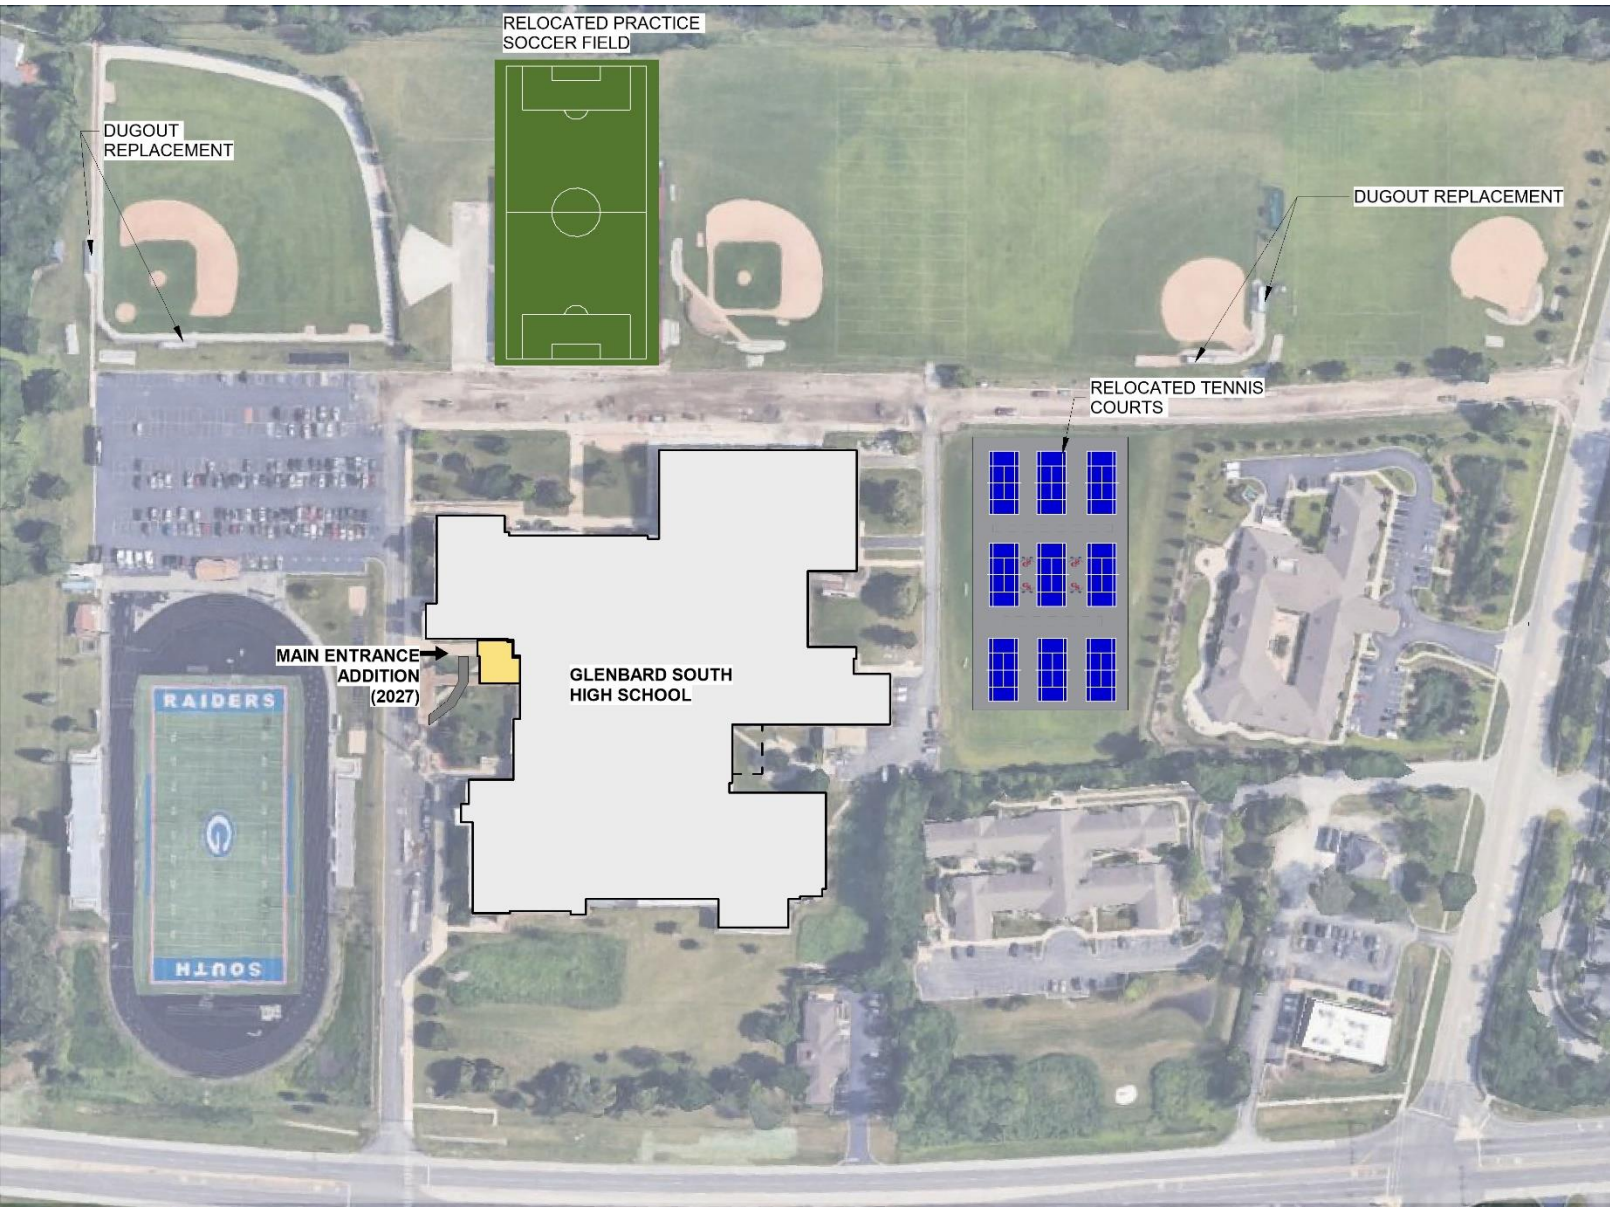 RELOCATED PRACTICE
SOCCER FIELD
DUGOUT
REPLACEMENT
DUGOUT REPLACEMENT
RELOCATED TENNIS
COURTS
MAIN ENTRANCE
ADDITION
(2027)
GLENBARD SOUTH
HIGH SCHOOL
RAIDERS
G
SOUTH